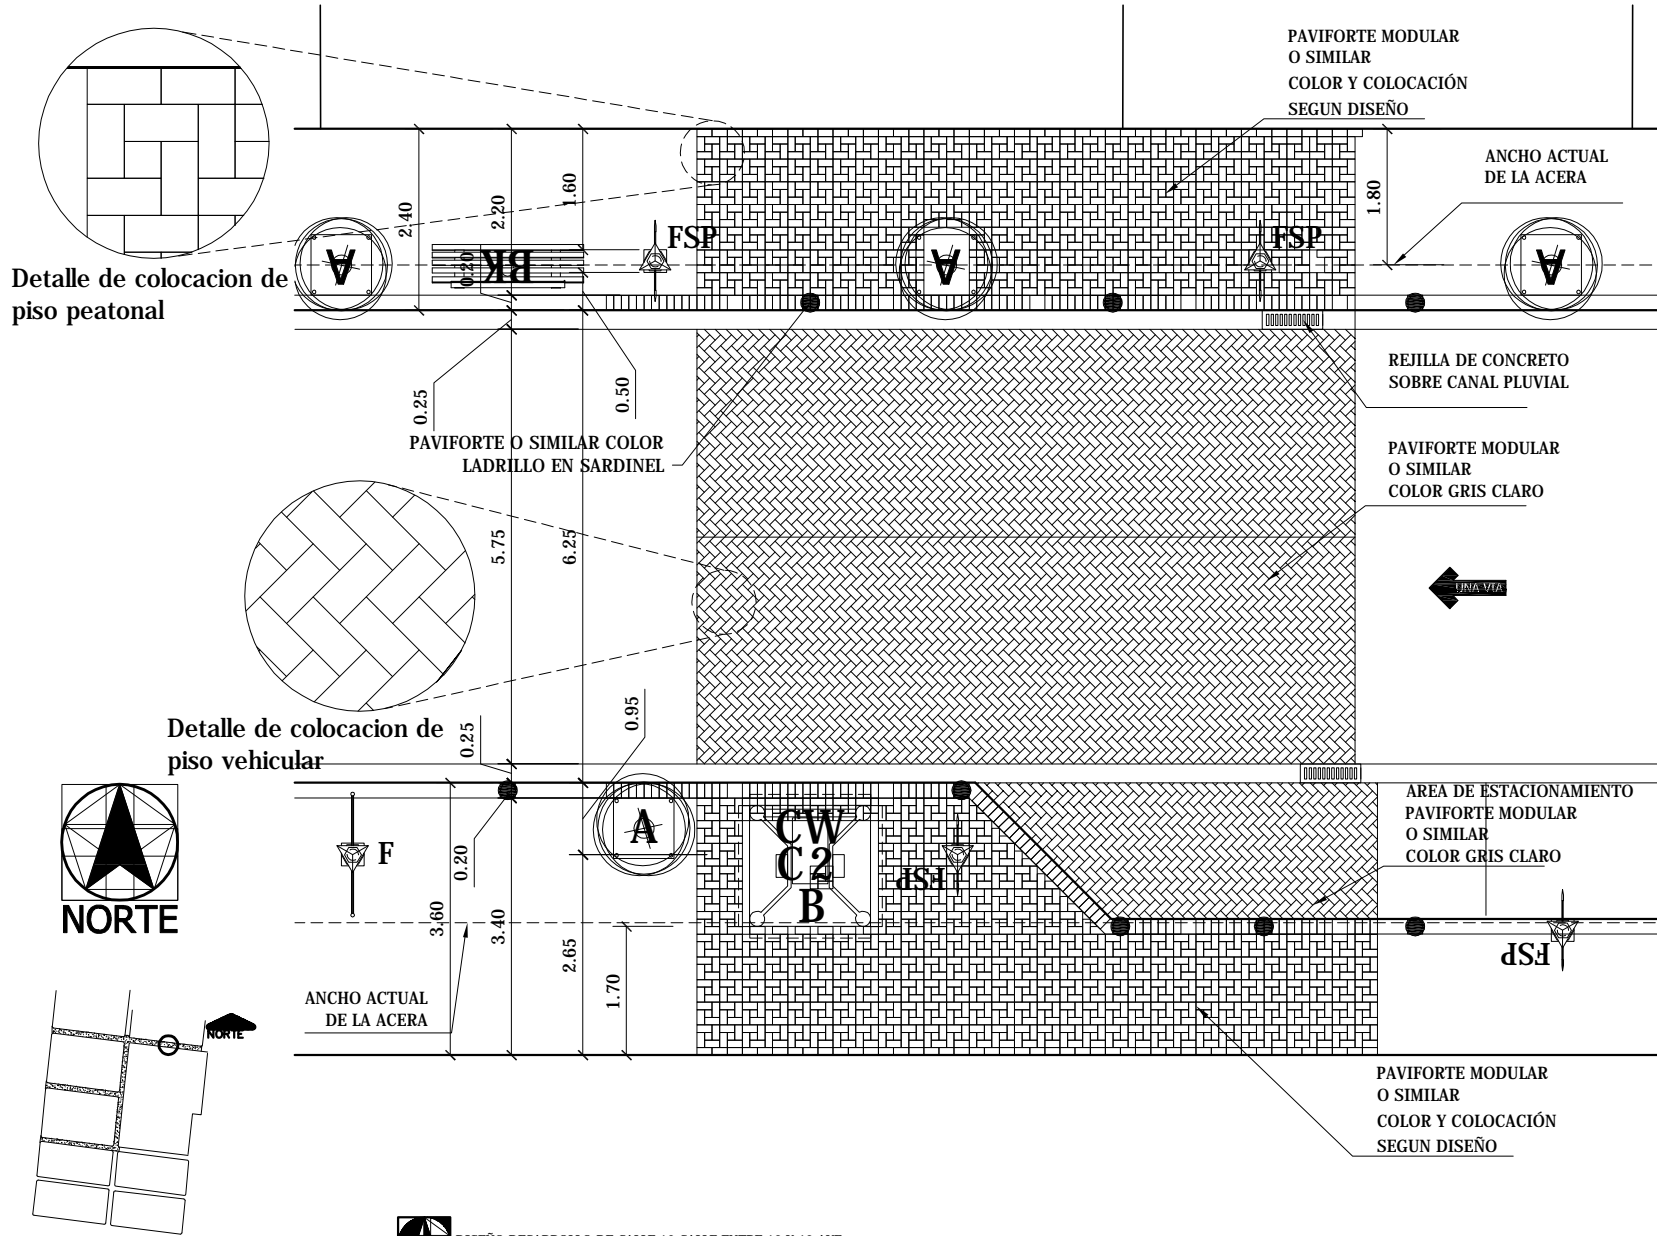 PAVIFORTE MODULAR
O SIMILAR
COLOR Y COLOCACIÓN
SEGUN DISEÑO
ANCHO ACTUAL
DE LA ACERA
1.80
1.60
2.20
2.40
FSP
FSP
A
BK
0.20
A
A
Detalle de colocacion de
piso peatonal
REJILLA DE CONCRETO
SOBRE CANAL PLUVIAL
0.25
0.50
PAVIFORTE O SIMILAR COLOR
LADRILLO EN SARDINEL
PAVIFORTE MODULAR
O SIMILAR
COLOR GRIS CLARO
5.75
6.25
UNA VIA
0.95
0.25
Detalle de colocacion de
piso vehicular
AREA DE ESTACIONAMIENTO
PAVIFORTE MODULAR
O SIMILAR
COLOR GRIS CLARO
A
CW
C2
B
F
FSP
0.20
NORTE
3.60
3.40
2.65
1.70
FSP
ANCHO ACTUAL
DE LA ACERA
NORTE
PAVIFORTE MODULAR
O SIMILAR
COLOR Y COLOCACIÓN
SEGUN DISEÑO